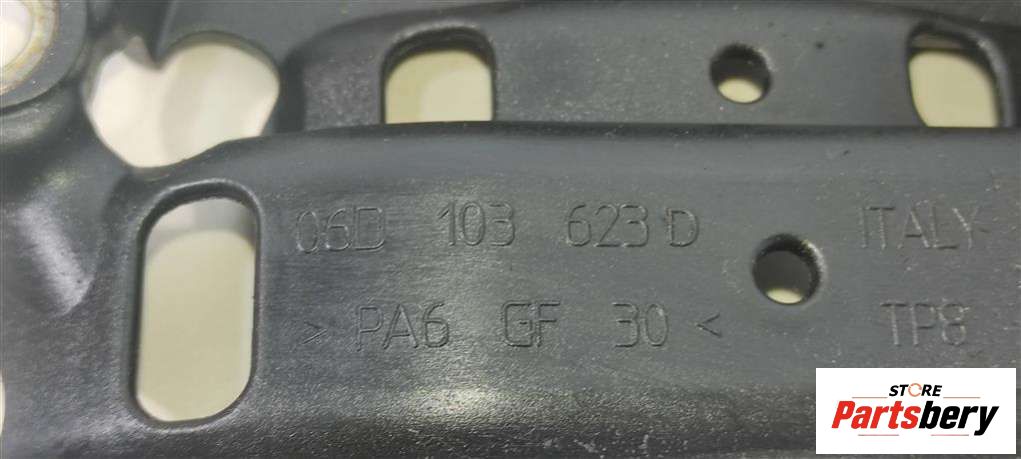 06D 103 623 D ITALY
> PA6 GF 30 < TP8
STORE
Partsbery